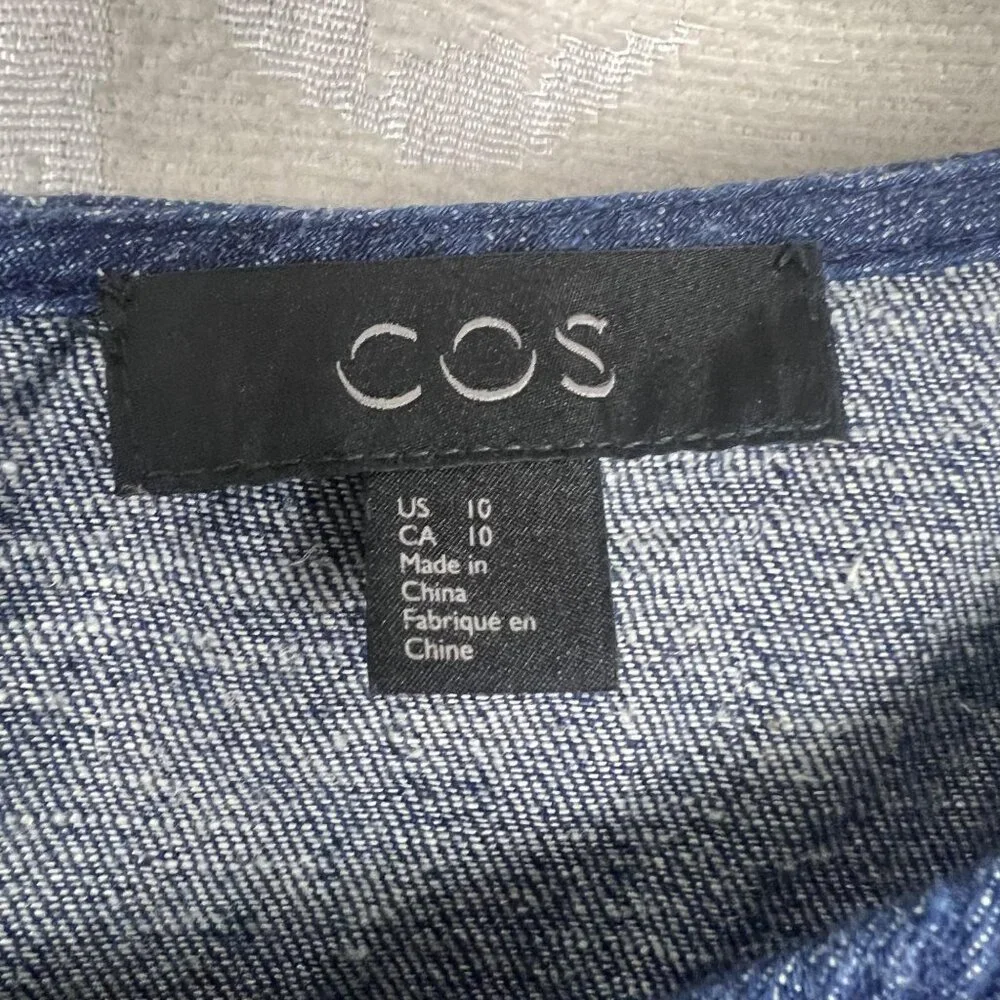 COS
US 10
CA 10
Made in
China
Fabriqué en
Chine